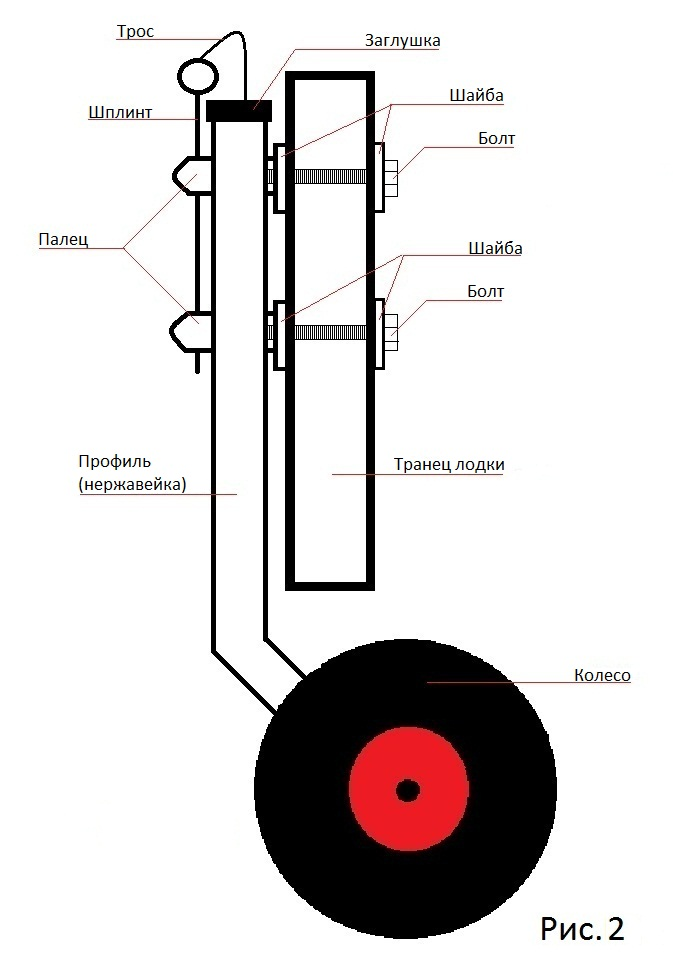 Трос
Заглушка
Шайба
Шплинт
Болт
Палец
Шайба
Болт
Профиль
(нержавейка)
Транец лодки
Колесо
Рис. 2